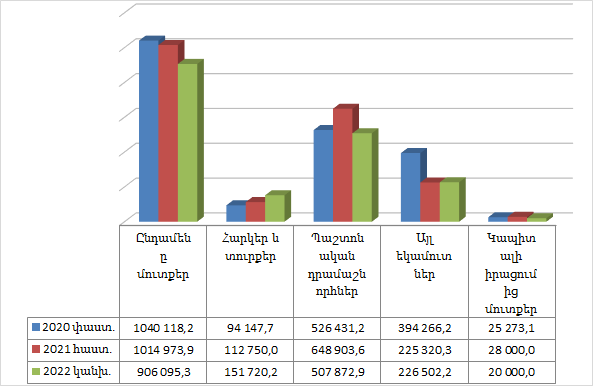 Ընդամեն
ը
մուտքեր
Հարկեր և
տուրքեր
Պաշտոն
ական
դրամաշն
որհներ
Այլ
եկամուտ
ներ
Կապիտ
ալի
իրացում
ից
մուտքեր
2020 փաստ. 1040 118,2 94 147,7 526 431,2 394 266,2 25 273,1
2021 հաստ. 1014 973,9 112 750,0 648 903,6 225 320,3 28 000,0
2022 կանխ. 906 095,3 151 720,2 507 872,9 226 502,2 20 000,0